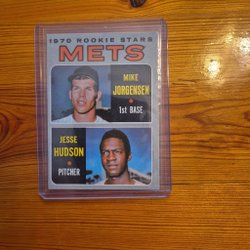 1970 ROOKIE STARS
METS
MIKE
JORGENSEN
1st BASE
JESSE
HUDSON
PITCHER